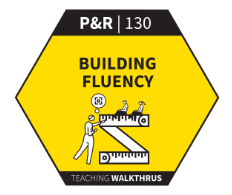 P&R | 130
BUILDING
FLUENCY
TEACHING WALKTHRUS